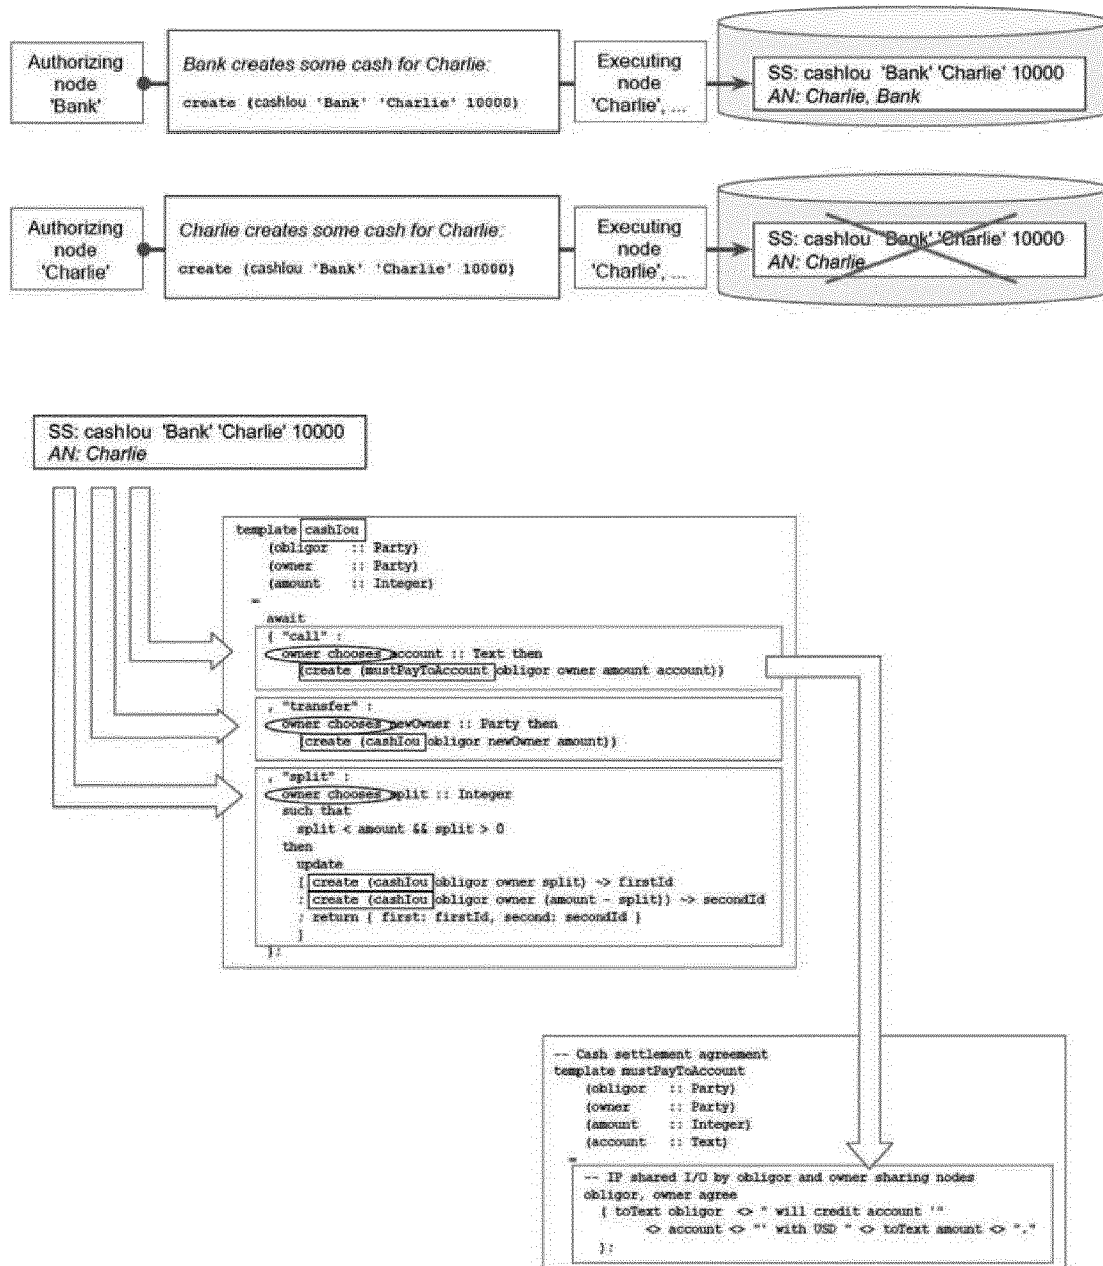 Authorizing
node
'Bank'
Bank creates some cash for Charlie:
create (cashIou 'Bank' 'Charlie' 10000)
Executing
node
'Charlie', ...
SS: cashIou 'Bank' 'Charlie' 10000
AN: Charlie, Bank
Authorizing
node
'Charlie'
Charlie creates some cash for Charlie:
create (cashIou 'Bank' 'Charlie' 10000)
Executing
node
'Charlie', ...
SS: cashIou 'Bank' 'Charlie' 10000
AN: Charlie
SS: cashIou 'Bank' 'Charlie' 10000
AN: Charlie
template cashIou
(obligor :: Party)
(owner :: Party)
(amount :: Integer)
=
await
{ "call" :
owner chooses account :: Text then
(create (mustPayToAccount obligor owner amount account))
, "transfer" :
owner chooses newOwner :: Party then
(create (cashIou obligor newOwner amount))
, "split" :
owner chooses split :: Integer
such that
split < amount && split > 0
then
update
[ create (cashIou obligor owner split) ~> firstId
; create (cashIou obligor owner (amount - split)) ~> secondId
; return { first: firstId, second: secondId }
]
};
-- Cash settlement agreement
template mustPayToAccount
(obligor :: Party)
(owner :: Party)
(amount :: Integer)
(account :: Text)
=
-- IP shared I/O by obligor and owner sharing nodes
obligor, owner agree
{ toText obligor <> " will credit account '"
<> account <> "' with USD " <> toText amount <> "."
};